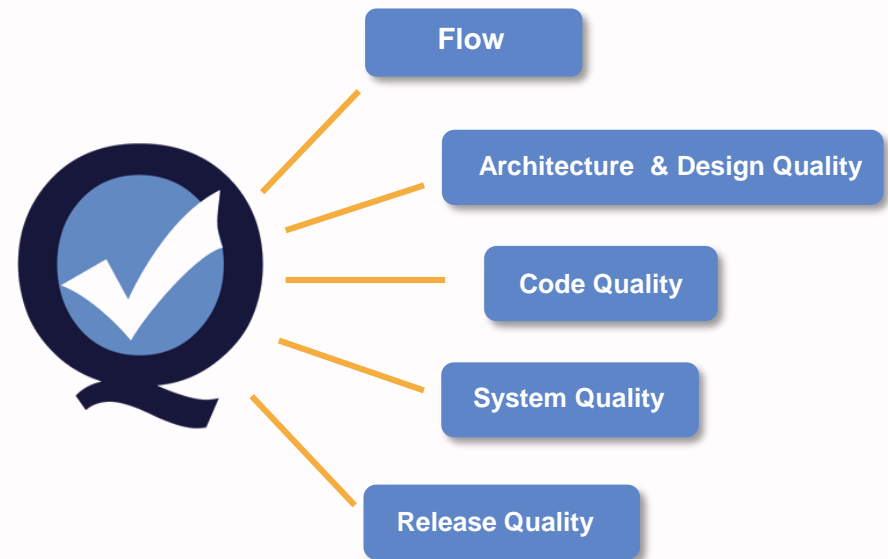 Flow
Architecture & Design Quality
Q
Code Quality
System Quality
Release Quality